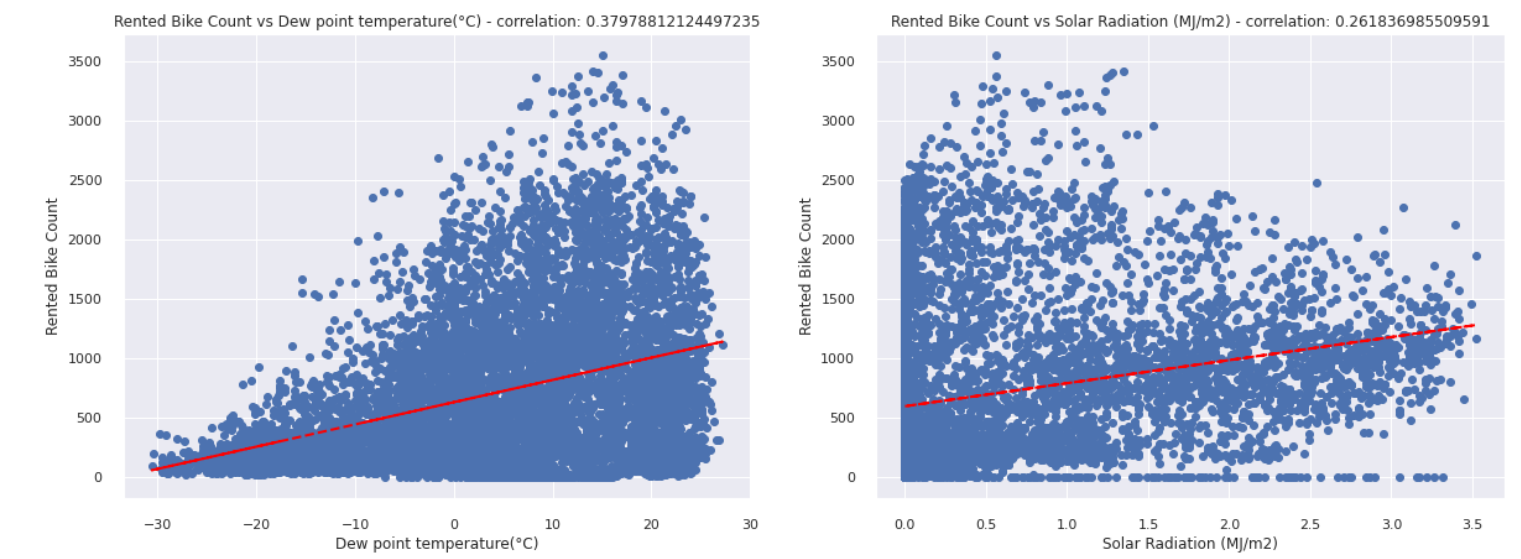 Rented Bike Count vs Dew point temperature(°C) - correlation: 0.37978812124497235
3500
3000
2500
2000
1500
1000
500
0
Rented Bike Count
−30 −20 −10 0 10 20 30
Dew point temperature(°C)
Rented Bike Count vs Solar Radiation (MJ/m2) - correlation: 0.261836985509591
3500
3000
2500
2000
1500
1000
500
0
Rented Bike Count
0.0 0.5 1.0 1.5 2.0 2.5 3.0 3.5
Solar Radiation (MJ/m2)